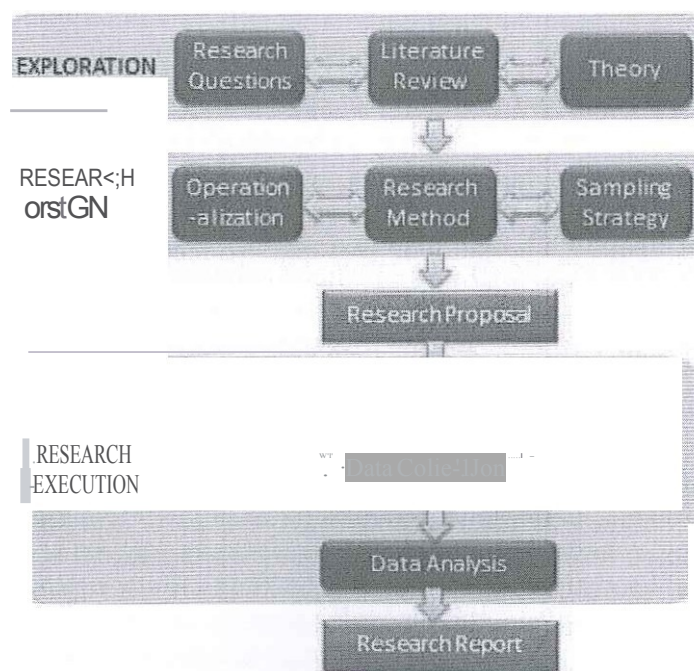 EXPLORATION
Research
Questions
Literature
Review
Theory
RESEAR<;H
orstGN
Operation
-alization
Research
Method
Sampling
Strategy
Research Proposal
.RESEARCH
-EXECUTION
Data
Data Analysis
Research Report